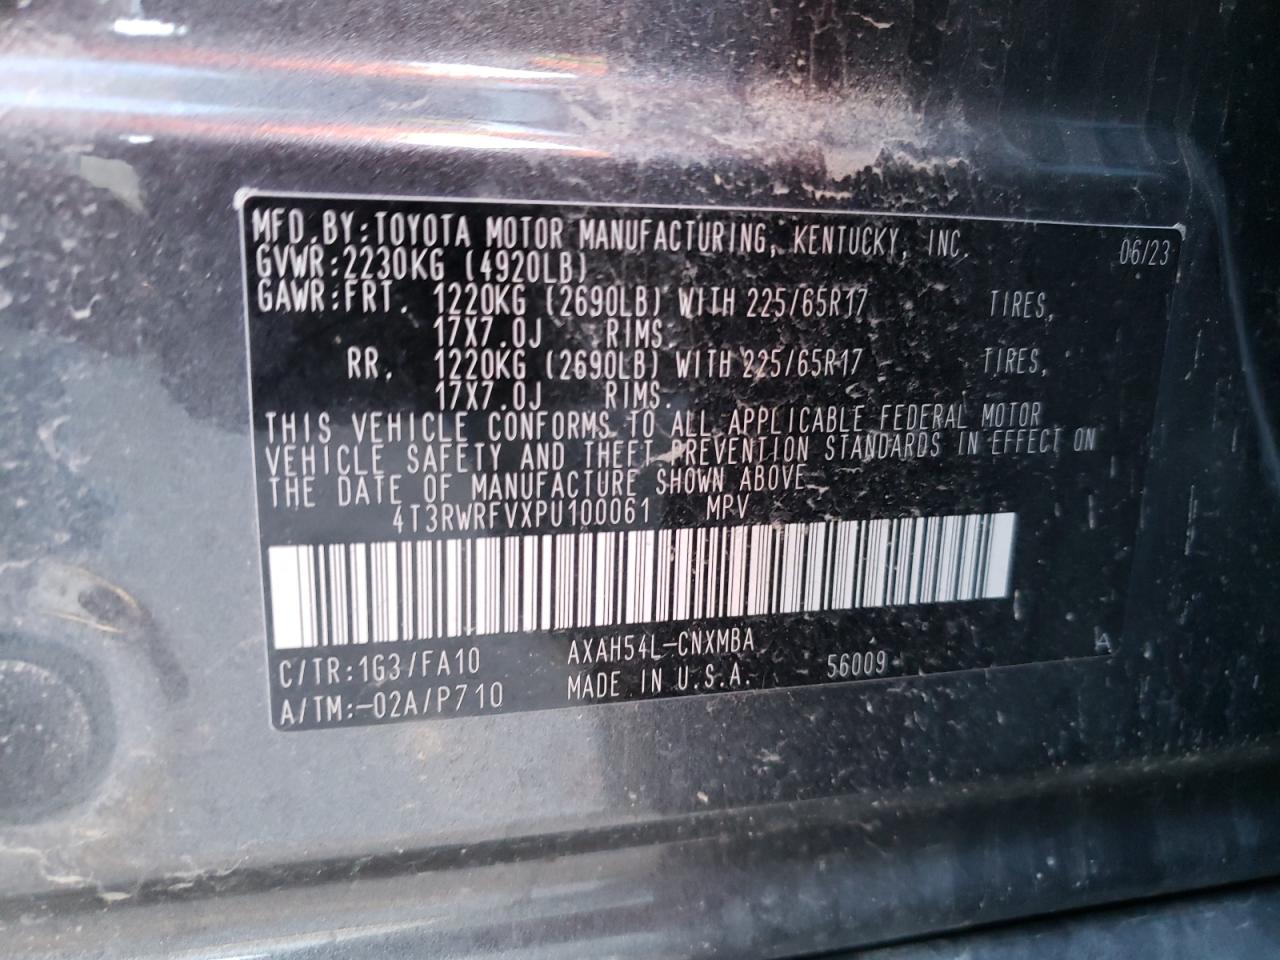 MFD.BY:TOYOTA MOTOR MANUFACTURING, KENTUCKY, INC. 06/23
GVWR:2230KG (4920LB)
GAWR:FRT. 1220KG (2690LB) WITH 225/65R17 TIRES,
17X7.0J RIMS.
RR. 1220KG (2690LB) WITH 225/65R17 TIRES,
17X7.0J RIMS.
THIS VEHICLE CONFORMS TO ALL APPLICABLE FEDERAL MOTOR
VEHICLE SAFETY AND THEFT PREVENTION STANDARDS IN EFFECT ON
THE DATE OF MANUFACTURE SHOWN ABOVE.
4T3RWRFVXPU100061 MPV
C/TR:1G3/FA10 AXAH54L-CNXMBA
A/TM:-02A/P710 MADE IN U.S.A. 56009